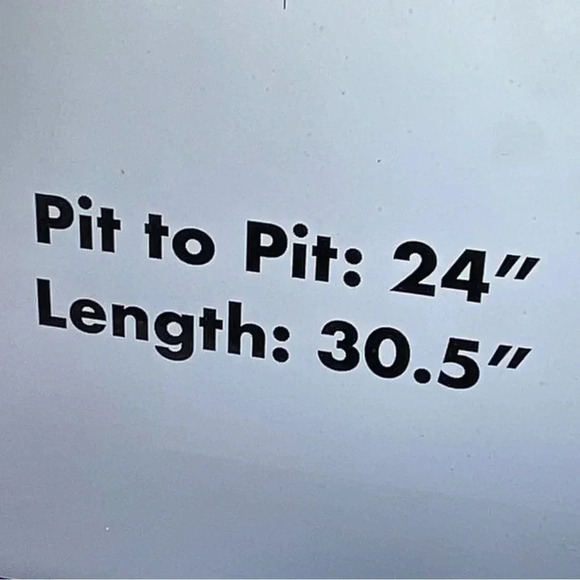 Pit to Pit: 24”
Length: 30.5”